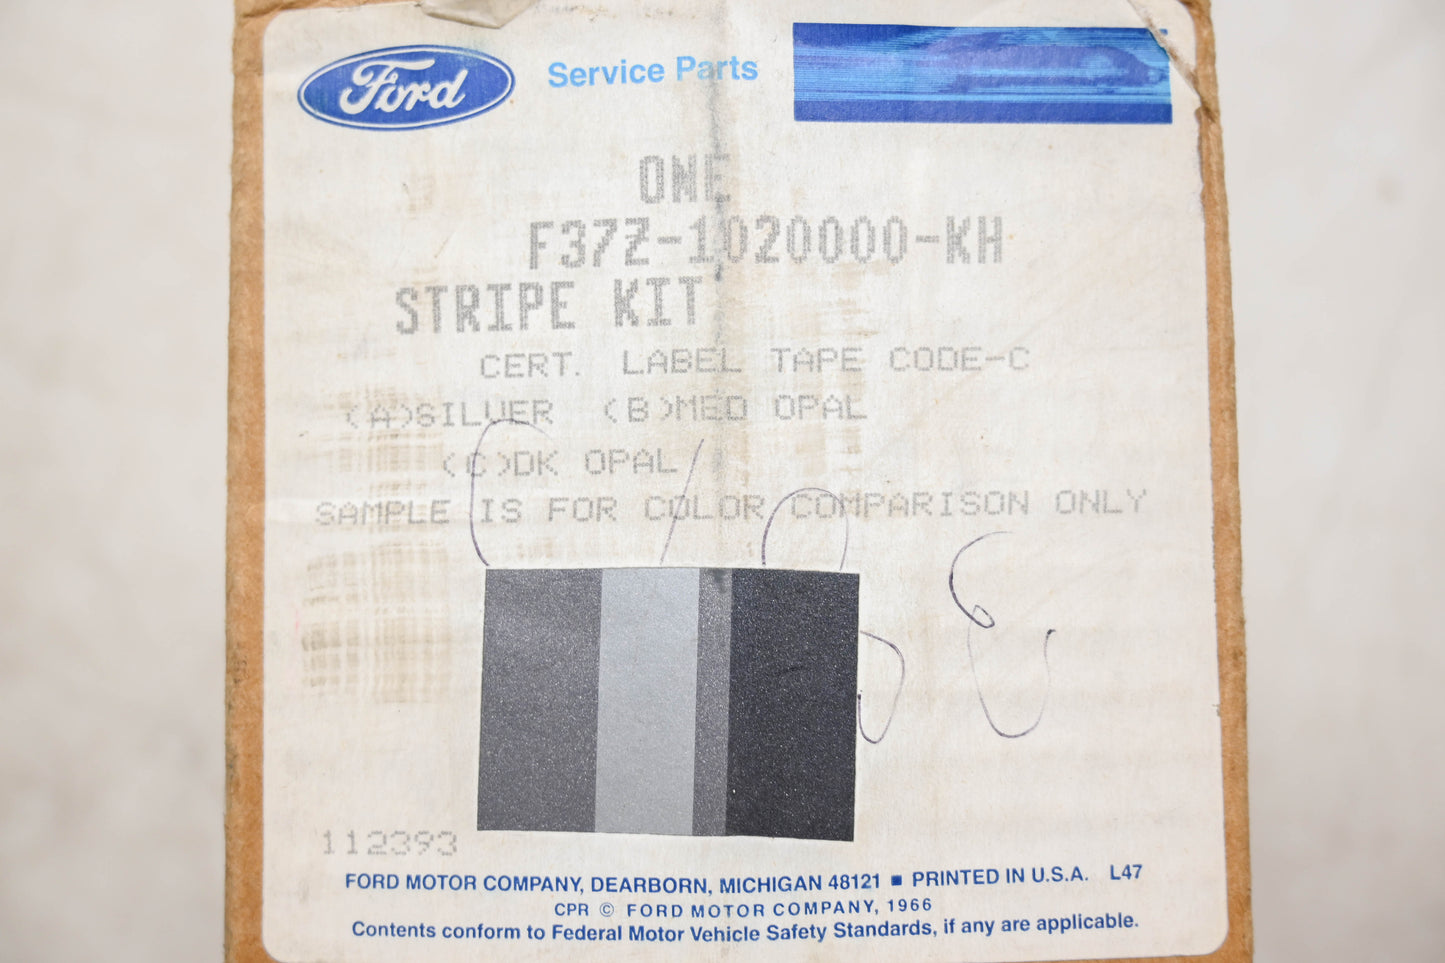 Ford Service Parts
ONE
F37Z-1020000-KH
STRIPE KIT
CERT. LABEL TAPE CODE-C
(A)SILVER (B)MED OPAL
(C)DK OPAL
SAMPLE IS FOR COLOR COMPARISON ONLY
112393
FORD MOTOR COMPANY, DEARBORN, MICHIGAN 48121 ■ PRINTED IN U.S.A. L47
CPR © FORD MOTOR COMPANY, 1966
Contents conform to Federal Motor Vehicle Safety Standards, if any are applicable.